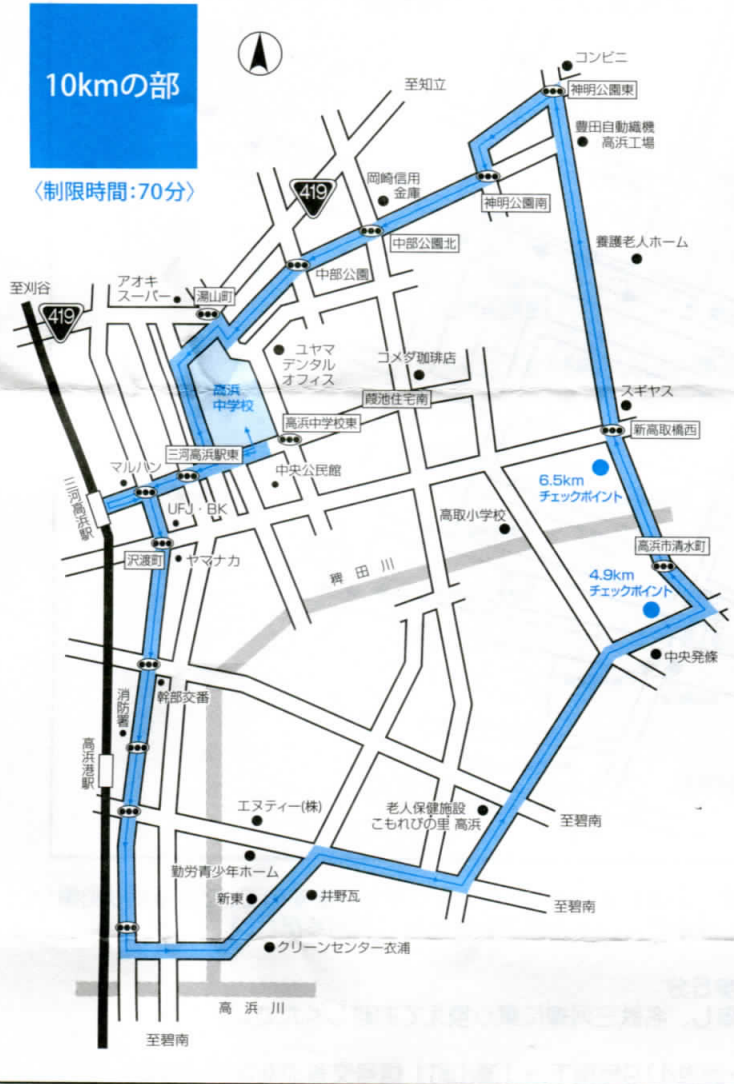 10kmの部
〈制限時間:70分〉
コンビニ
神明公園東
至知立
豊田自動織機
高浜工場
岡崎信用
金庫
419
神明公園南
中部公園北
養護老人ホーム
中部公園
至刈谷
アオキ
スーパー
湯山町
419
ユヤマ
デンタル
オフィス
コメダ珈琲店
高浜
中学校
葭池住宅南
スギヤス
高浜中学校東
新高取橋西
三河高浜駅東
マルハン
中央公民館
6.5km
チェックポイント
三河高浜駅
UFJ・BK
高取小学校
沢渡町
ヤマナカ
高浜市清水町
稗田川
4.9km
チェックポイント
中央発條
幹部交番
消防署
高浜港駅
エヌティー(株)
老人保健施設
こもれびの里 高浜
至碧南
勤労青少年ホーム
新東
井野瓦
至碧南
クリーンセンター衣浦
高浜川
至碧南